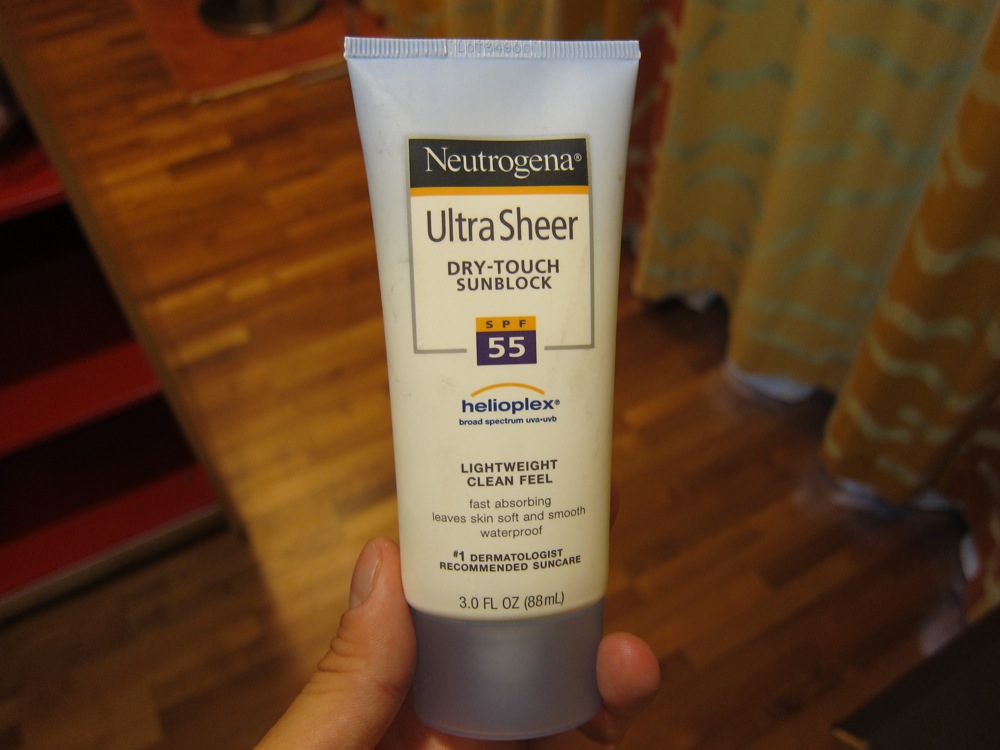 Neutrogena®
Ultra Sheer
DRY-TOUCH
SUNBLOCK
SPF
55
helioplex®
broad spectrum uva•uvb
LIGHTWEIGHT
CLEAN FEEL
fast absorbing
leaves skin soft and smooth
waterproof
#1 DERMATOLOGIST
RECOMMENDED SUNCARE
3.0 FL OZ (88mL)